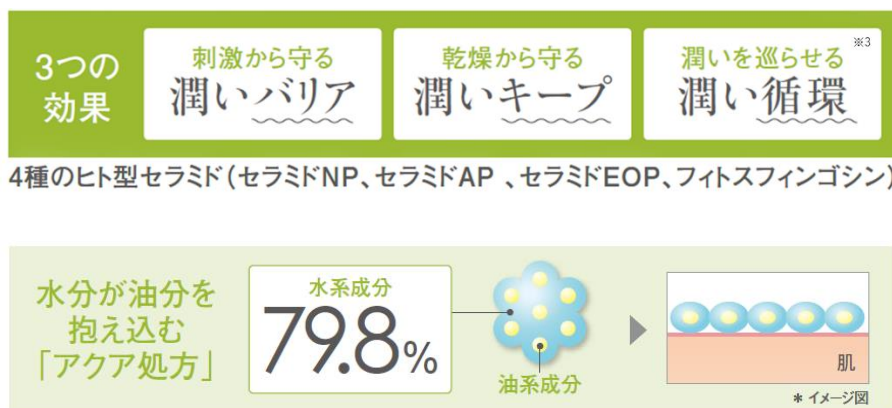 3つの
効果
刺激から守る
潤いバリア
乾燥から守る
潤いキープ
潤いを巡らせる※3
潤い循環
4種のヒト型セラミド(セラミドNP、セラミドAP 、セラミドEOP、フィトスフィンゴシン)
水分が油分を
抱え込む
「アクア処方」
水系成分
79.8%
油系成分
肌
* イメージ図